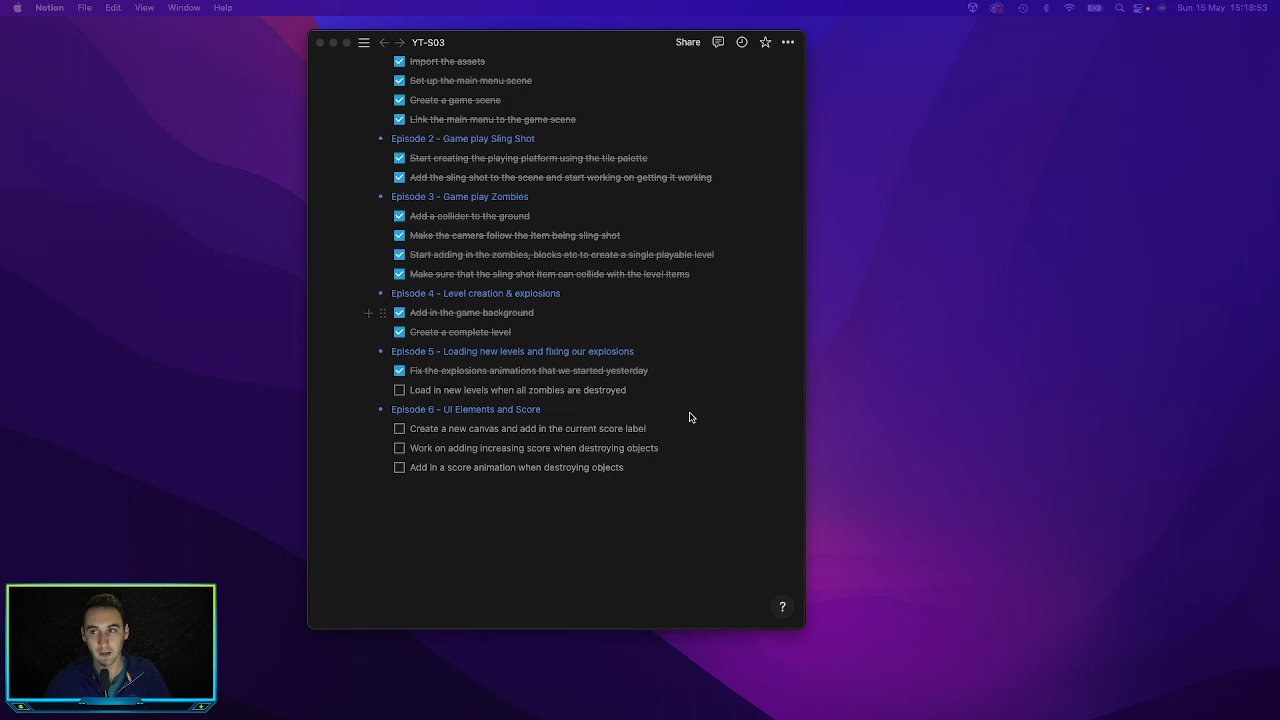 Notion File Edit View Window Help Sun 15 May 15:18:53
YT-S03 Share
Import the assets
Set up the main menu scene
Create a game scene
Link the main menu to the game scene
Episode 2 - Game play Sling Shot
Start creating the playing platform using the tile palette
Add the sling shot to the scene and start working on getting it working
Episode 3 - Game play Zombies
Add a collider to the ground
Make the camera follow the item being sling shot
Start adding in the zombies, blocks etc to create a single playable level
Make sure that the sling shot item can collide with the level items
Episode 4 - Level creation & explosions
Add in the game background
Create a complete level
Episode 5 - Loading new levels and fixing our explosions
Fix the explosions animations that we started yesterday
Load in new levels when all zombies are destroyed
Episode 6 - UI Elements and Score
Create a new canvas and add in the current score label
Work on adding increasing score when destroying objects
Add in a score animation when destroying objects
?